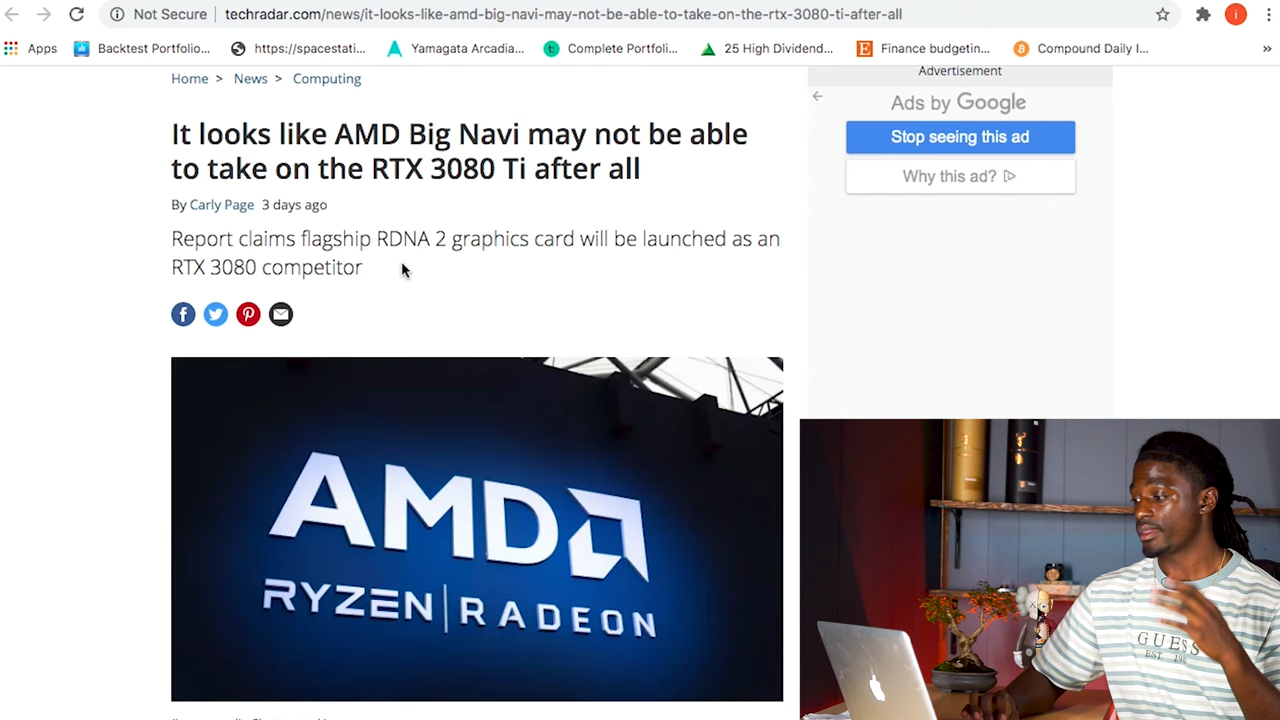 Not Secure | techradar.com/news/it-looks-like-amd-big-navi-may-not-be-able-to-take-on-the-rtx-3080-ti-after-all
i
Apps Backtest Portfolio... https://spacestati... Yamagata Arcadia... Complete Portfoli... 25 High Dividend... E Finance budgetin... Compound Daily I... »
Home > News > Computing
Advertisement
Ads by Google
Stop seeing this ad
Why this ad?
It looks like AMD Big Navi may not be able
to take on the RTX 3080 Ti after all
By Carly Page 3 days ago
Report claims flagship RDNA 2 graphics card will be launched as an
RTX 3080 competitor
AMD
RYZEN | RADEON
GUESS
EST. 19